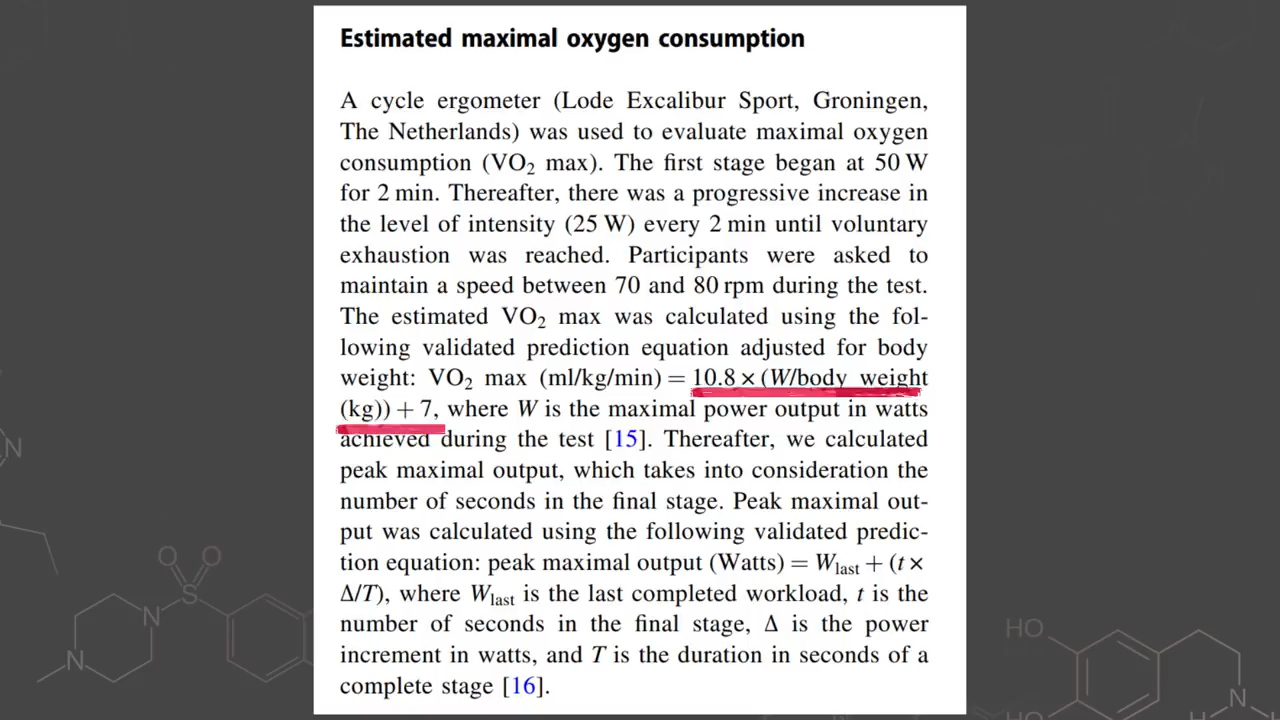 Estimated maximal oxygen consumption
A cycle ergometer (Lode Excalibur Sport, Groningen,
The Netherlands) was used to evaluate maximal oxygen
consumption (VO₂ max). The first stage began at 50 W
for 2 min. Thereafter, there was a progressive increase in
the level of intensity (25 W) every 2 min until voluntary
exhaustion was reached. Participants were asked to
maintain a speed between 70 and 80 rpm during the test.
The estimated VO₂ max was calculated using the fol-
lowing validated prediction equation adjusted for body
weight: VO₂ max (ml/kg/min) = 10.8 × (W/body weight
(kg)) + 7, where W is the maximal power output in watts
achieved during the test [15]. Thereafter, we calculated
peak maximal output, which takes into consideration the
number of seconds in the final stage. Peak maximal out-
put was calculated using the following validated predic-
tion equation: peak maximal output (Watts) = Wlast + (t ×
Δ/T), where Wlast is the last completed workload, t is the
number of seconds in the final stage, Δ is the power
increment in watts, and T is the duration in seconds of a
complete stage [16].
N
O O
S
N
N
HO
HO
N
H